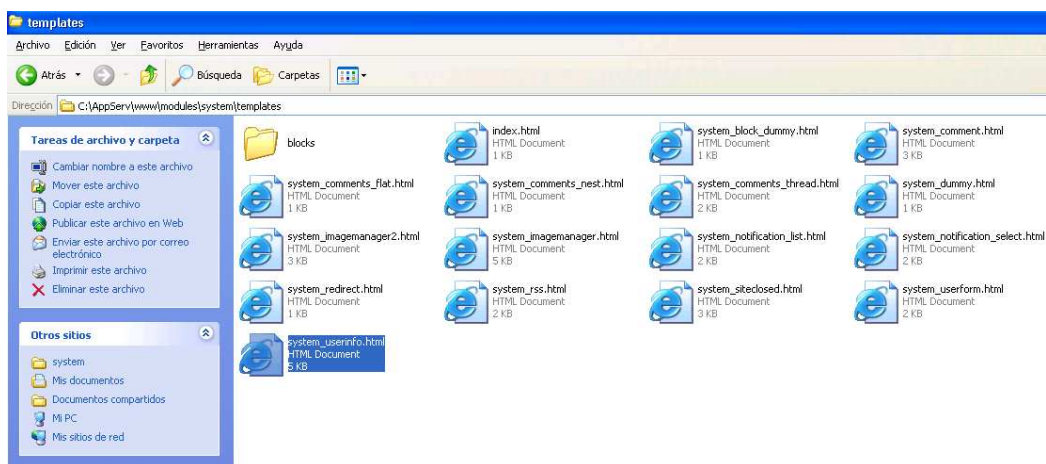 templates
Archivo Edición Ver Favoritos Herramientas Ayuda
Atrás Búsqueda Carpetas
Dirección C:\AppServ\www\modules\system\templates
Tareas de archivo y carpeta
Cambiar nombre a este archivo
Mover este archivo
Copiar este archivo
Publicar este archivo en Web
Enviar este archivo por correo
electrónico
Imprimir este archivo
Eliminar este archivo
Otros sitios
system
Mis documentos
Documentos compartidos
Mi PC
Mis sitios de red
blocks
index.html
HTML Document
1 KB
system_block_dummy.html
HTML Document
1 KB
system_comment.html
HTML Document
3 KB
system_comments_flat.html
HTML Document
1 KB
system_comments_nest.html
HTML Document
1 KB
system_comments_thread.html
HTML Document
2 KB
system_dummy.html
HTML Document
1 KB
system_imagemanager2.html
HTML Document
3 KB
system_imagemanager.html
HTML Document
5 KB
system_notification_list.html
HTML Document
2 KB
system_notification_select.html
HTML Document
2 KB
system_redirect.html
HTML Document
1 KB
system_rss.html
HTML Document
2 KB
system_siteclosed.html
HTML Document
3 KB
system_userform.html
HTML Document
2 KB
system_userinfo.html
HTML Document
5 KB